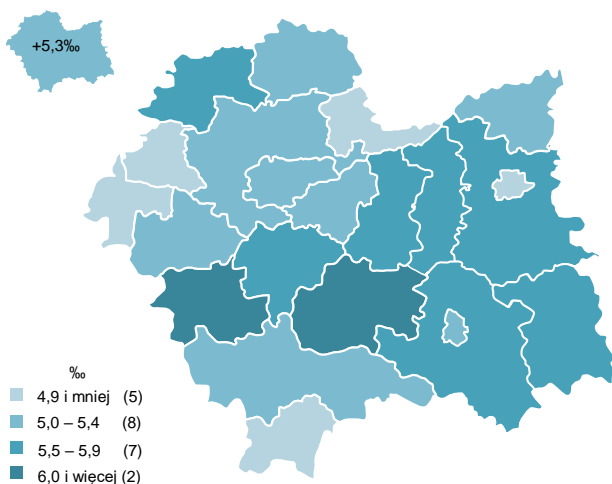 +5,3‰
‰
4,9 i mniej (5)
5,0 – 5,4 (8)
5,5 – 5,9 (7)
6,0 i więcej (2)